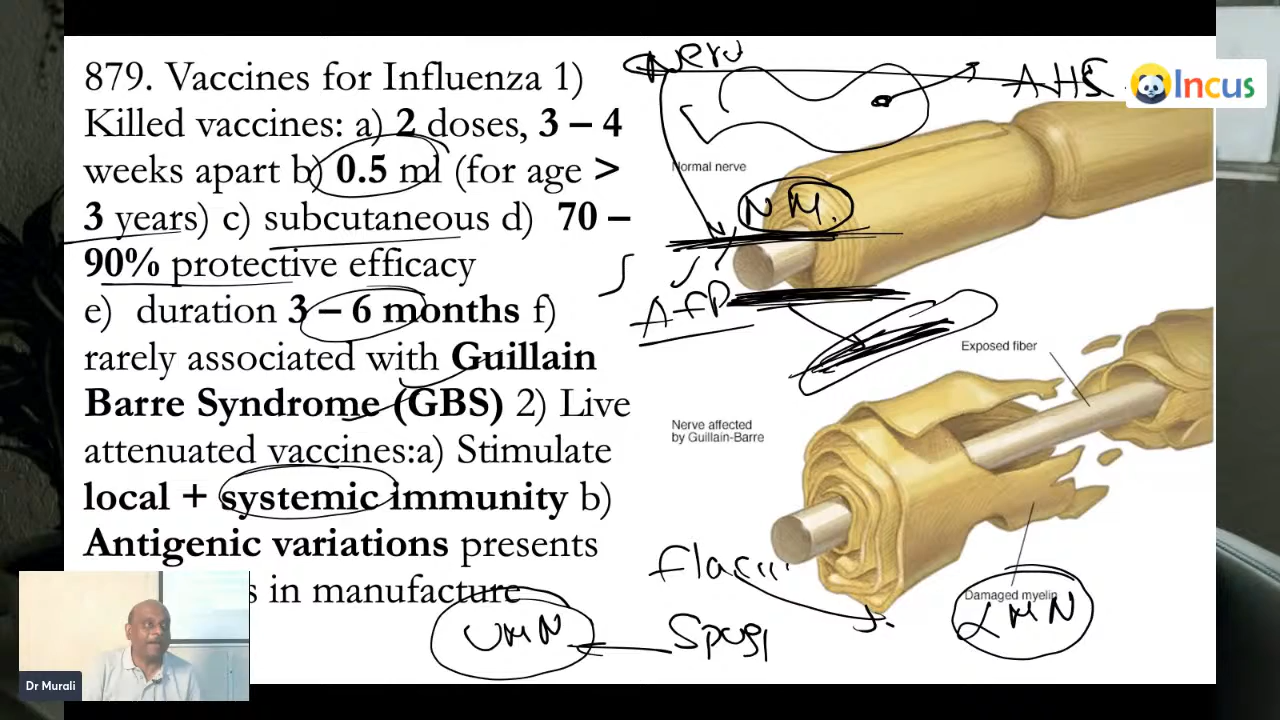 879. Vaccines for Influenza 1)
Killed vaccines: a) 2 doses, 3 – 4
weeks apart b) 0.5 ml (for age >
3 years) c) subcutaneous d) 70 –
90% protective efficacy
e) duration 3 – 6 months f)
rarely associated with Guillain
Barre Syndrome (GBS) 2) Live
attenuated vaccines:a) Stimulate
local + systemic immunity b)
Antigenic variations presents
in manufacture
Incus
Normal nerve
AFP
Exposed fiber
Nerve affected
by Guillain-Barre
Damaged myelin
UMN
LMN
Dr Murali